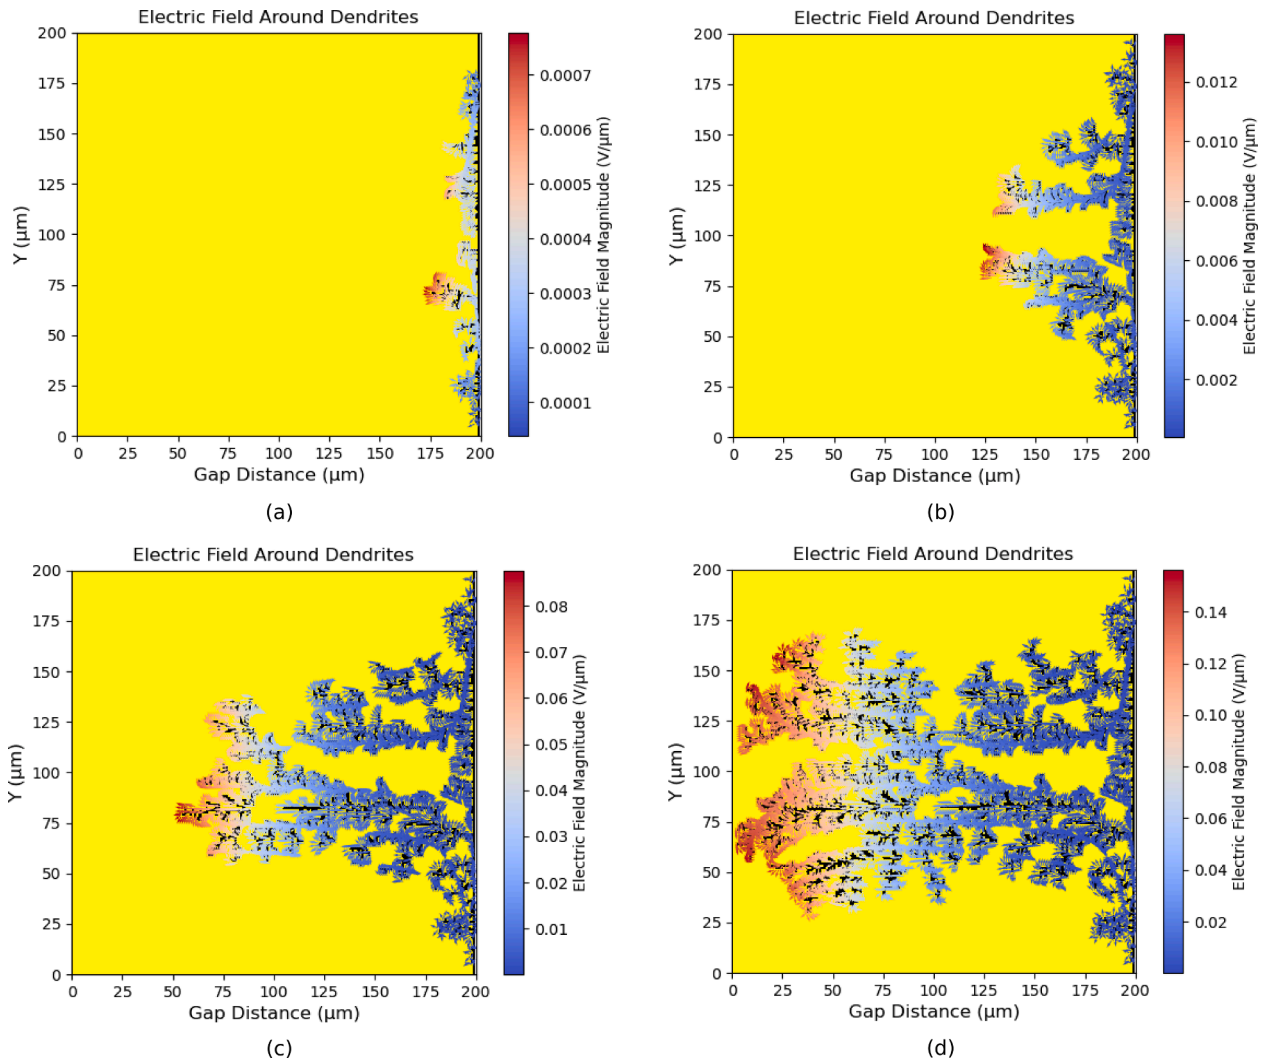 Electric Field Around Dendrites
200
175
150
125
100
75
50
25
0
Y (μm)
0 25 50 75 100 125 150 175 200
Gap Distance (μm)
0.0007
0.0006
0.0005
0.0004
0.0003
0.0002
0.0001
Electric Field Magnitude (V/μm)
(a)
Electric Field Around Dendrites
200
175
150
125
100
75
50
25
0
Y (μm)
0 25 50 75 100 125 150 175 200
Gap Distance (μm)
0.012
0.010
0.008
0.006
0.004
0.002
Electric Field Magnitude (V/μm)
(b)
Electric Field Around Dendrites
200
175
150
125
100
75
50
25
0
Y (μm)
0 25 50 75 100 125 150 175 200
Gap Distance (μm)
0.08
0.07
0.06
0.05
0.04
0.03
0.02
0.01
Electric Field Magnitude (V/μm)
(c)
Electric Field Around Dendrites
200
175
150
125
100
75
50
25
0
Y (μm)
0 25 50 75 100 125 150 175 200
Gap Distance (μm)
0.14
0.12
0.10
0.08
0.06
0.04
0.02
Electric Field Magnitude (V/μm)
(d)